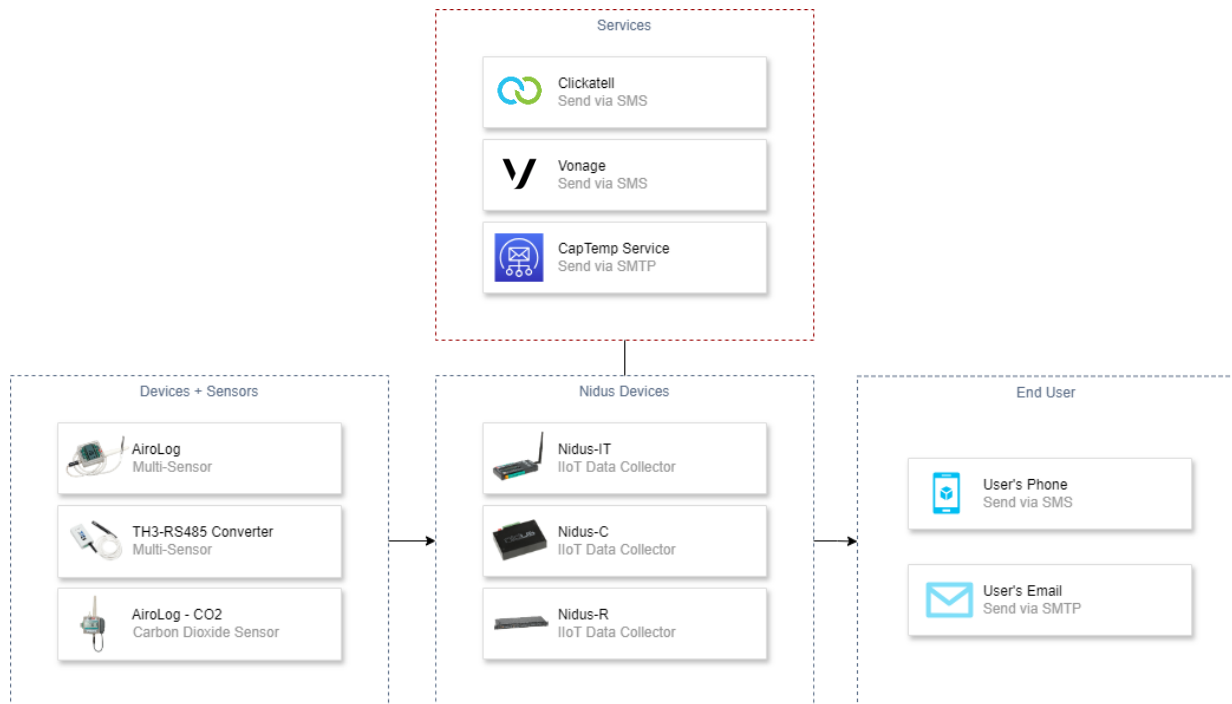 Services
Clickatell
Send via SMS
Vonage
Send via SMS
CapTemp Service
Send via SMTP
Devices + Sensors
AiroLog
Multi-Sensor
TH3-RS485 Converter
Multi-Sensor
AiroLog - CO2
Carbon Dioxide Sensor
Nidus Devices
Nidus-IT
IIoT Data Collector
Nidus-C
IIoT Data Collector
Nidus-R
IIoT Data Collector
End User
User's Phone
Send via SMS
User's Email
Send via SMTP